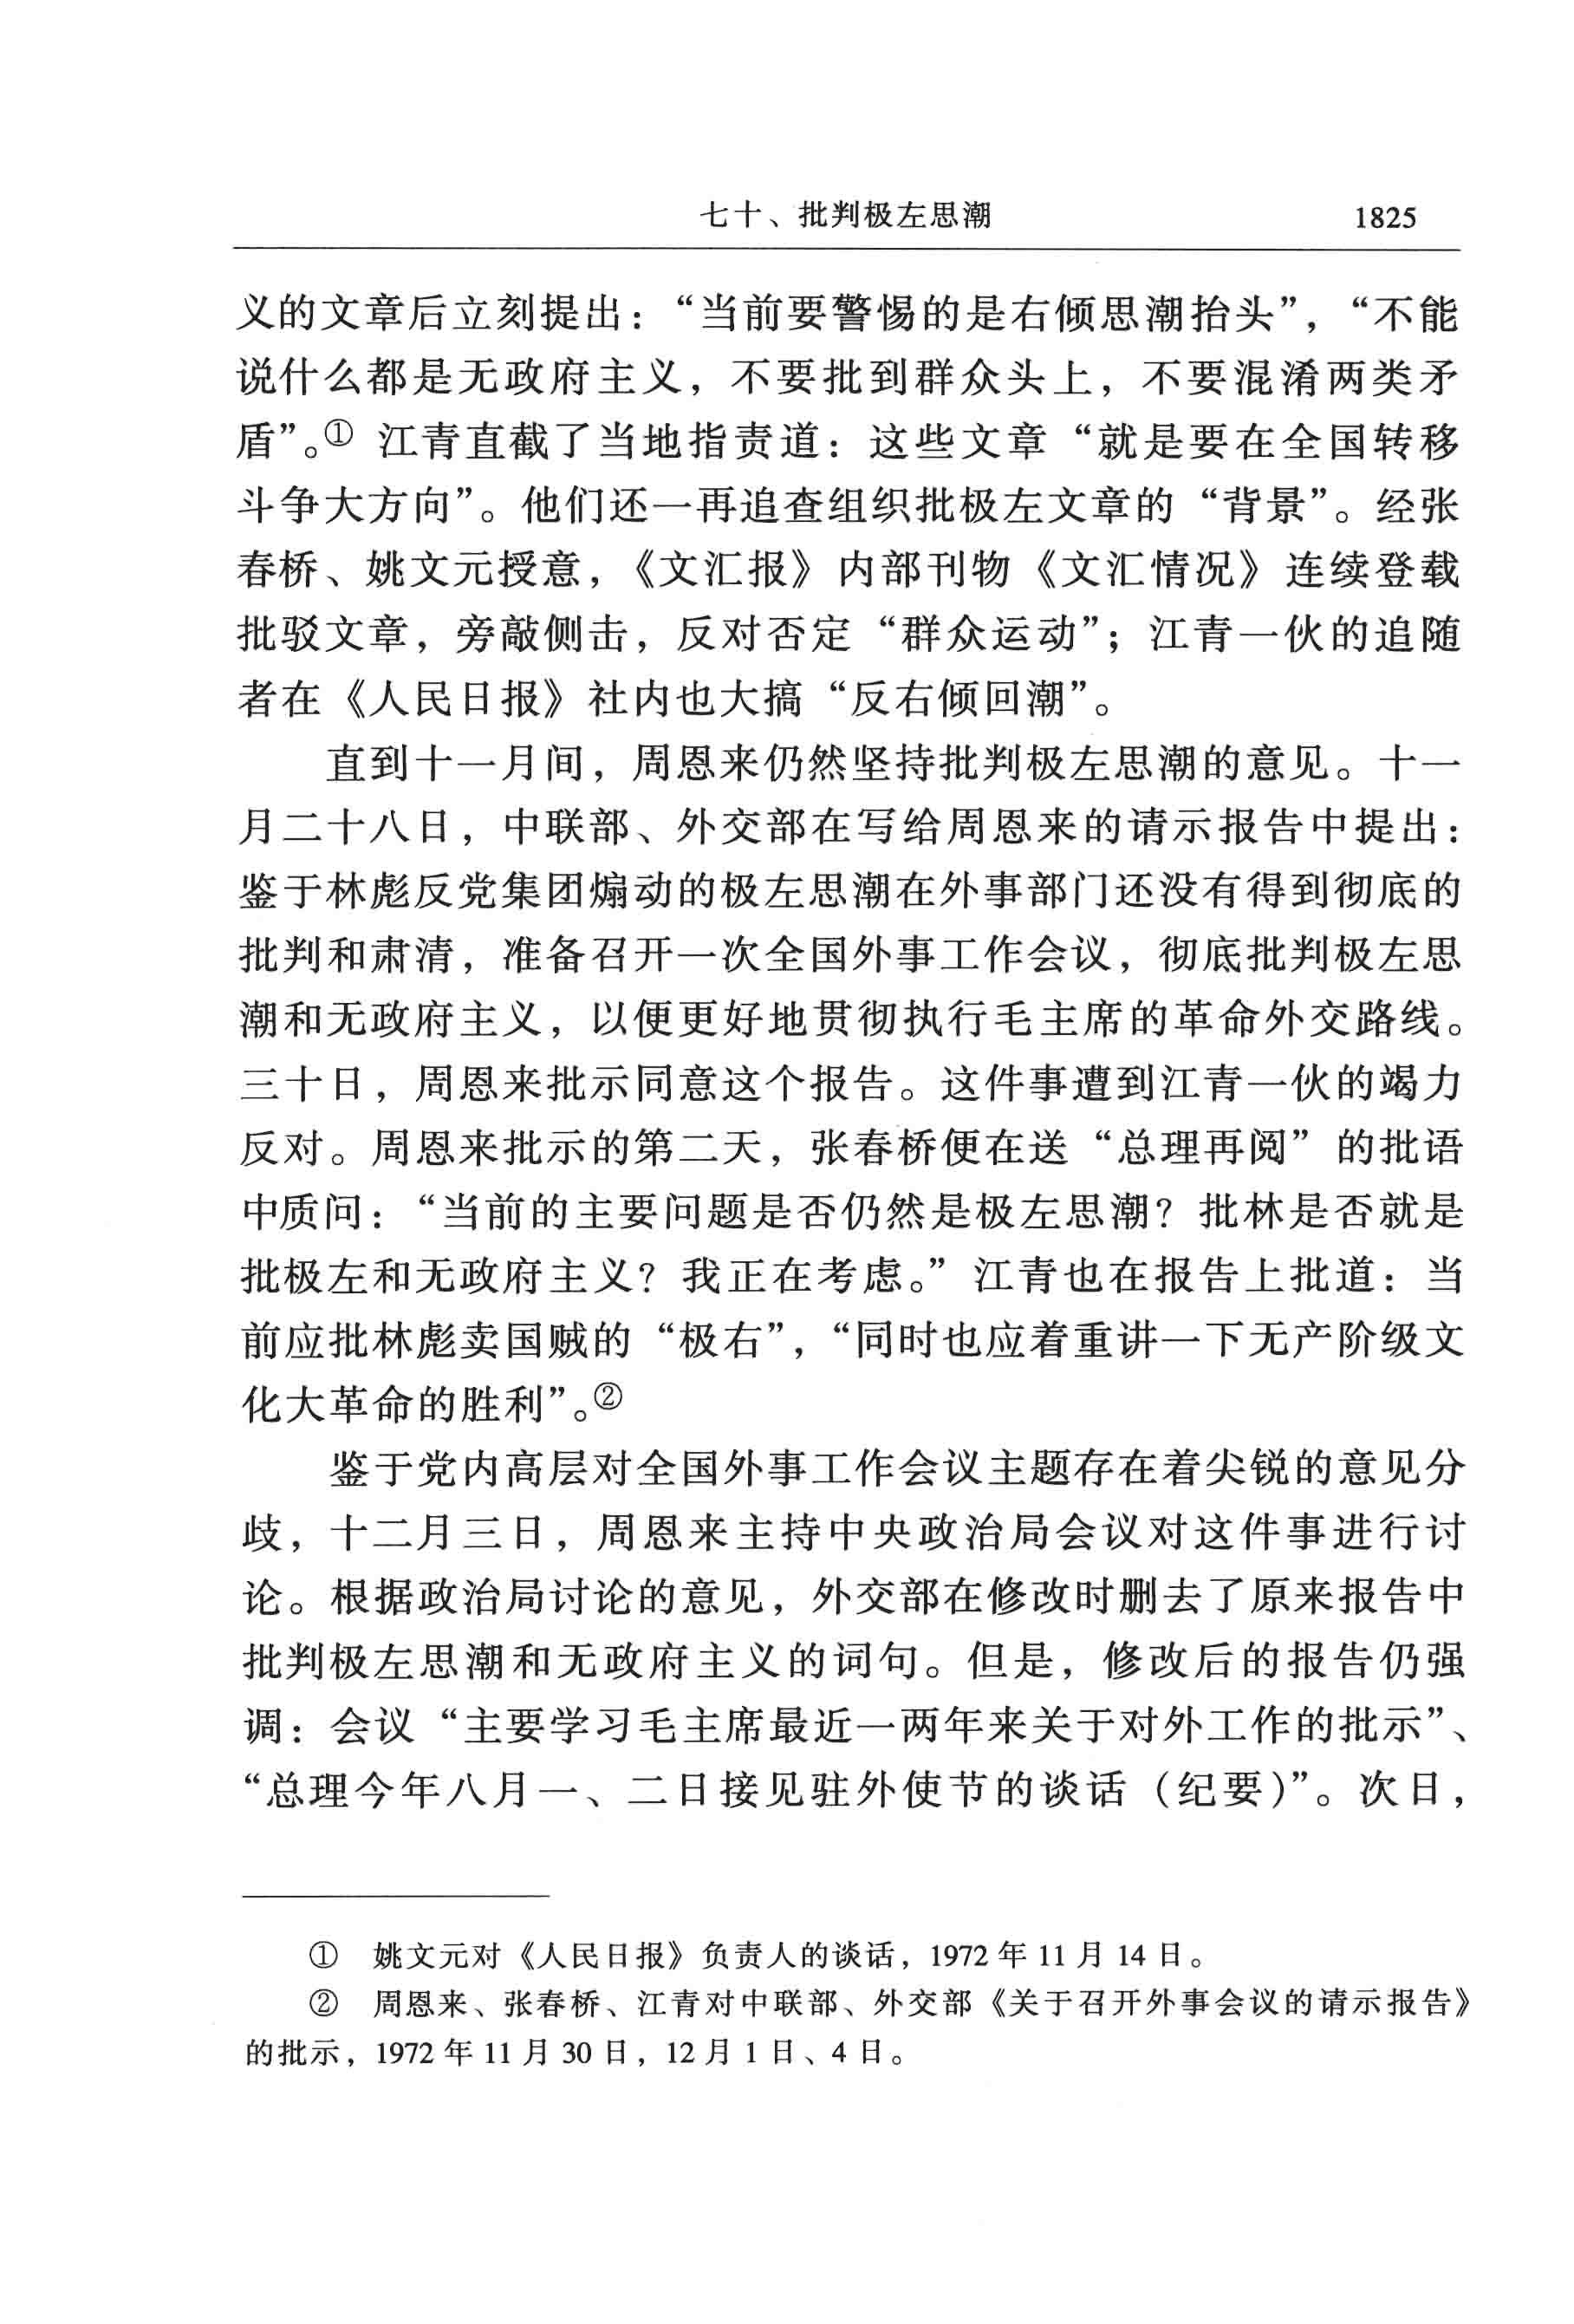 七十、批判极左思潮 1825
义的文章后立刻提出：“当前要警惕的是右倾思潮抬头”，“不能
说什么都是无政府主义，不要批到群众头上，不要混淆两类矛
盾”。① 江青直截了当地指责道：这些文章“就是要在全国转移
斗争大方向”。他们还一再追查组织批极左文章的“背景”。经张
春桥、姚文元授意，《文汇报》内部刊物《文汇情况》连续登载
批驳文章，旁敲侧击，反对否定“群众运动”；江青一伙的追随
者在《人民日报》社内也大搞“反右倾回潮”。
直到十一月间，周恩来仍然坚持批判极左思潮的意见。十一
月二十八日，中联部、外交部在写给周恩来的请示报告中提出：
鉴于林彪反党集团煽动的极左思潮在外事部门还没有得到彻底的
批判和肃清，准备召开一次全国外事工作会议，彻底批判极左思
潮和无政府主义，以便更好地贯彻执行毛主席的革命外交路线。
三十日，周恩来批示同意这个报告。这件事遭到江青一伙的竭力
反对。周恩来批示的第二天，张春桥便在送“总理再阅”的批语
中质问：“当前的主要问题是否仍然是极左思潮？批林是否就是
批极左和无政府主义？我正在考虑。”江青也在报告上批道：当
前应批林彪卖国贼的“极右”，“同时也应着重讲一下无产阶级文
化大革命的胜利”。②
鉴于党内高层对全国外事工作会议主题存在着尖锐的意见分
歧，十二月三日，周恩来主持中央政治局会议对这件事进行讨
论。根据政治局讨论的意见，外交部在修改时删去了原来报告中
批判极左思潮和无政府主义的词句。但是，修改后的报告仍强
调：会议“主要学习毛主席最近一两年来关于对外工作的批示”、
“总理今年八月一、二日接见驻外使节的谈话（纪要）”。次日，
① 姚文元对《人民日报》负责人的谈话，1972 年 11 月 14 日。
② 周恩来、张春桥、江青对中联部、外交部《关于召开外事会议的请示报告》
的批示，1972 年 11 月 30 日，12 月 1 日、4 日。